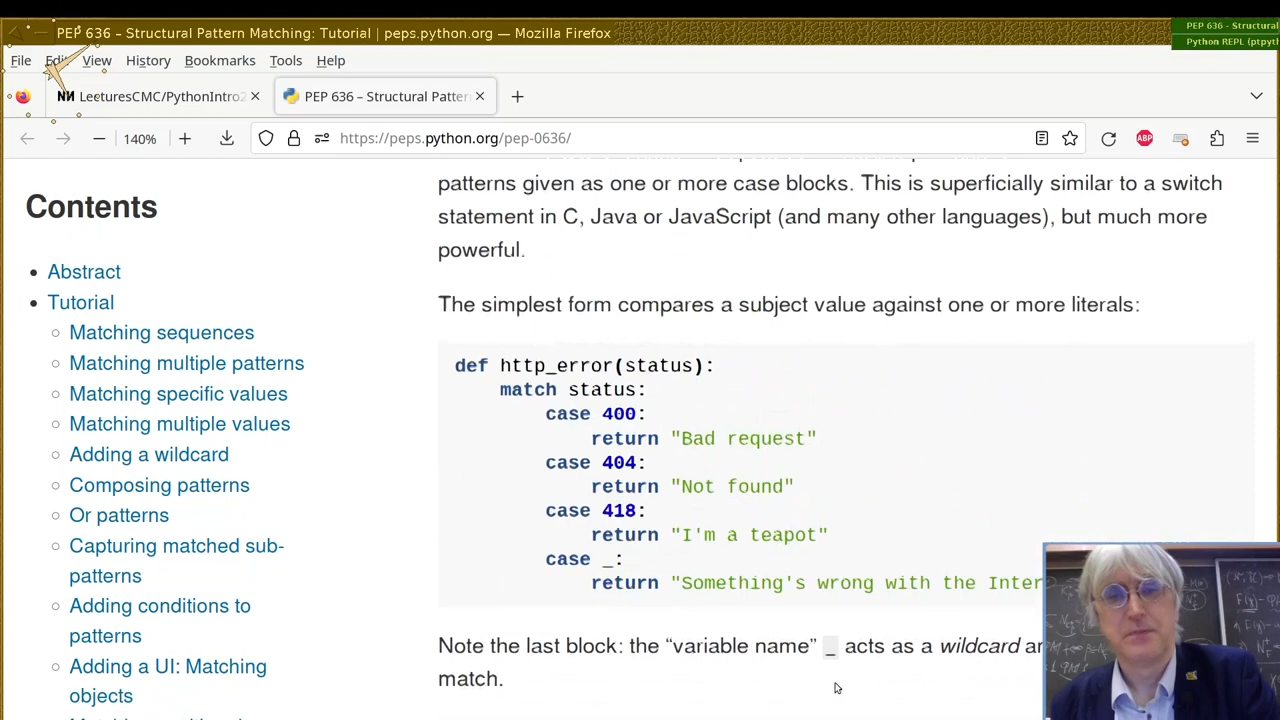 PEP 636 – Structural Pattern Matching: Tutorial | peps.python.org — Mozilla Firefox
PEP 636 - Structural
Python REPL (ptpyth
File Edit View History Bookmarks Tools Help
LecturesCMC/PythonIntro2
PEP 636 – Structural Patter
140%
https://peps.python.org/pep-0636/
ABP
Contents
Abstract
Tutorial
Matching sequences
Matching multiple patterns
Matching specific values
Matching multiple values
Adding a wildcard
Composing patterns
Or patterns
Capturing matched sub-
patterns
Adding conditions to
patterns
Adding a UI: Matching
objects
patterns given as one or more case blocks. This is superficially similar to a switch
statement in C, Java or JavaScript (and many other languages), but much more
powerful.
The simplest form compares a subject value against one or more literals:
def http_error(status):
match status:
case 400:
return "Bad request"
case 404:
return "Not found"
case 418:
return "I'm a teapot"
case _:
return "Something's wrong with the Inter
Note the last block: the “variable name” _ acts as a wildcard an
match.